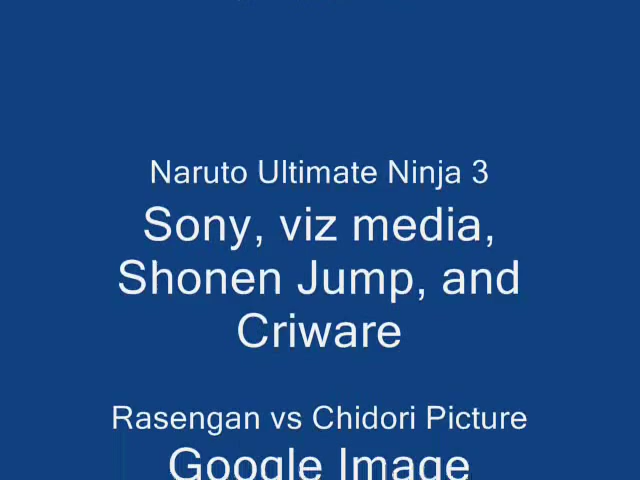 Naruto Ultimate Ninja 3
Sony, viz media,
Shonen Jump, and
Criware
Rasengan vs Chidori Picture
Google Image